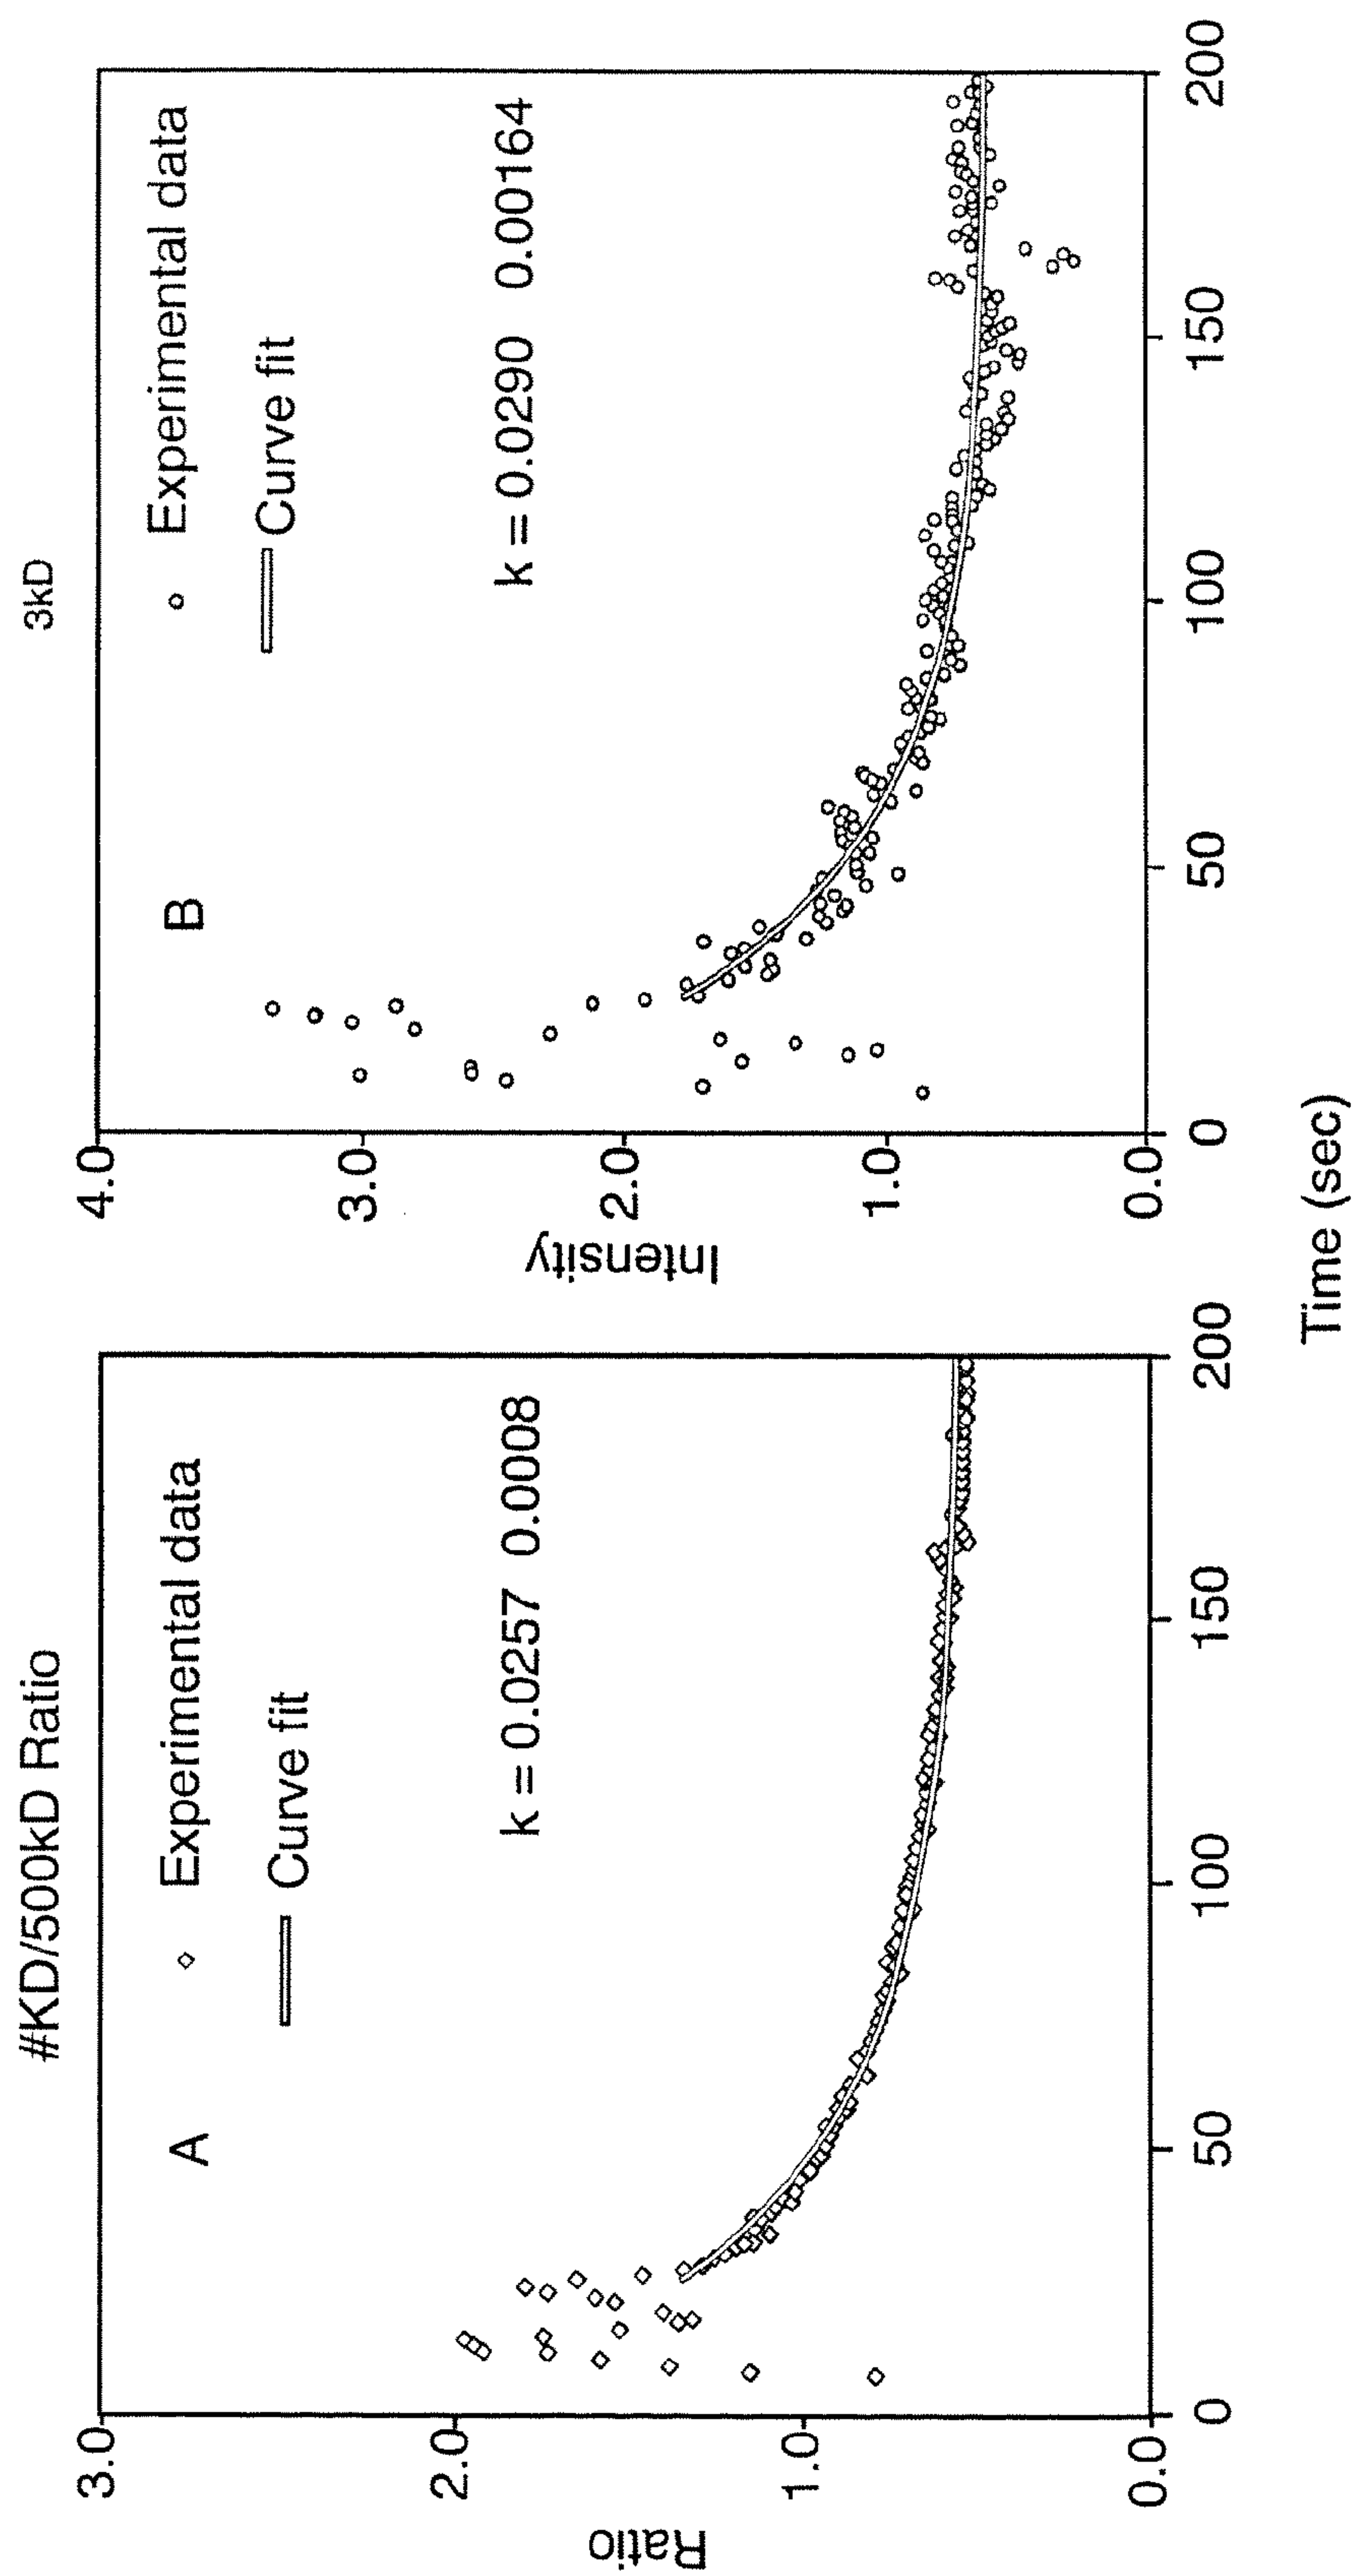 #KD/500kD Ratio
A
Experimental data
Curve fit
k = 0.0257 0.0008
3.0
2.0
1.0
0.0
Ratio
0
50
100
150
200
3kD
B
Experimental data
Curve fit
k = 0.0290 0.00164
4.0
3.0
2.0
1.0
0.0
Intensity
0
50
100
150
200
Time (sec)